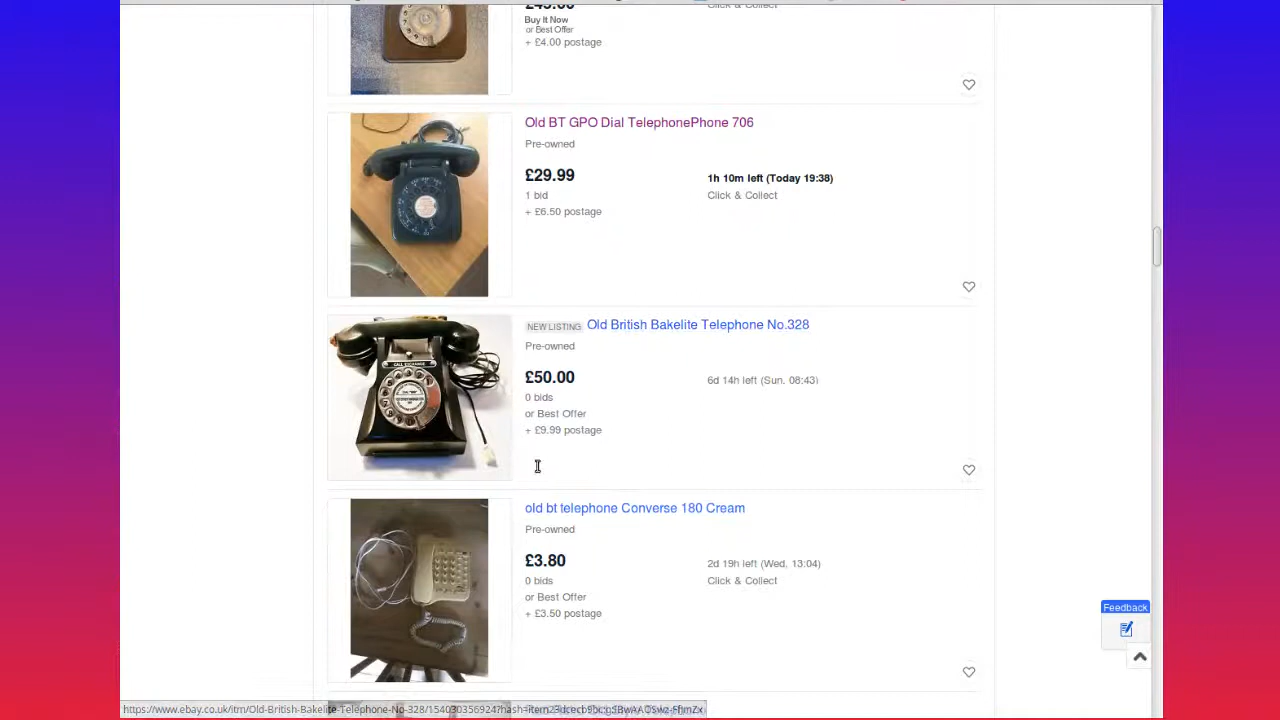 £45.00
Click & Collect
Buy It Now
or Best Offer
+ £4.00 postage
Old BT GPO Dial TelephonePhone 706
Pre-owned
£29.99
1h 10m left (Today 19:38)
1 bid
Click & Collect
+ £6.50 postage
NEW LISTING Old British Bakelite Telephone No.328
Pre-owned
£50.00
6d 14h left (Sun, 08:43)
0 bids
or Best Offer
+ £9.99 postage
old bt telephone Converse 180 Cream
Pre-owned
£3.80
2d 19h left (Wed, 13:04)
0 bids
Click & Collect
or Best Offer
+ £3.50 postage
Feedback